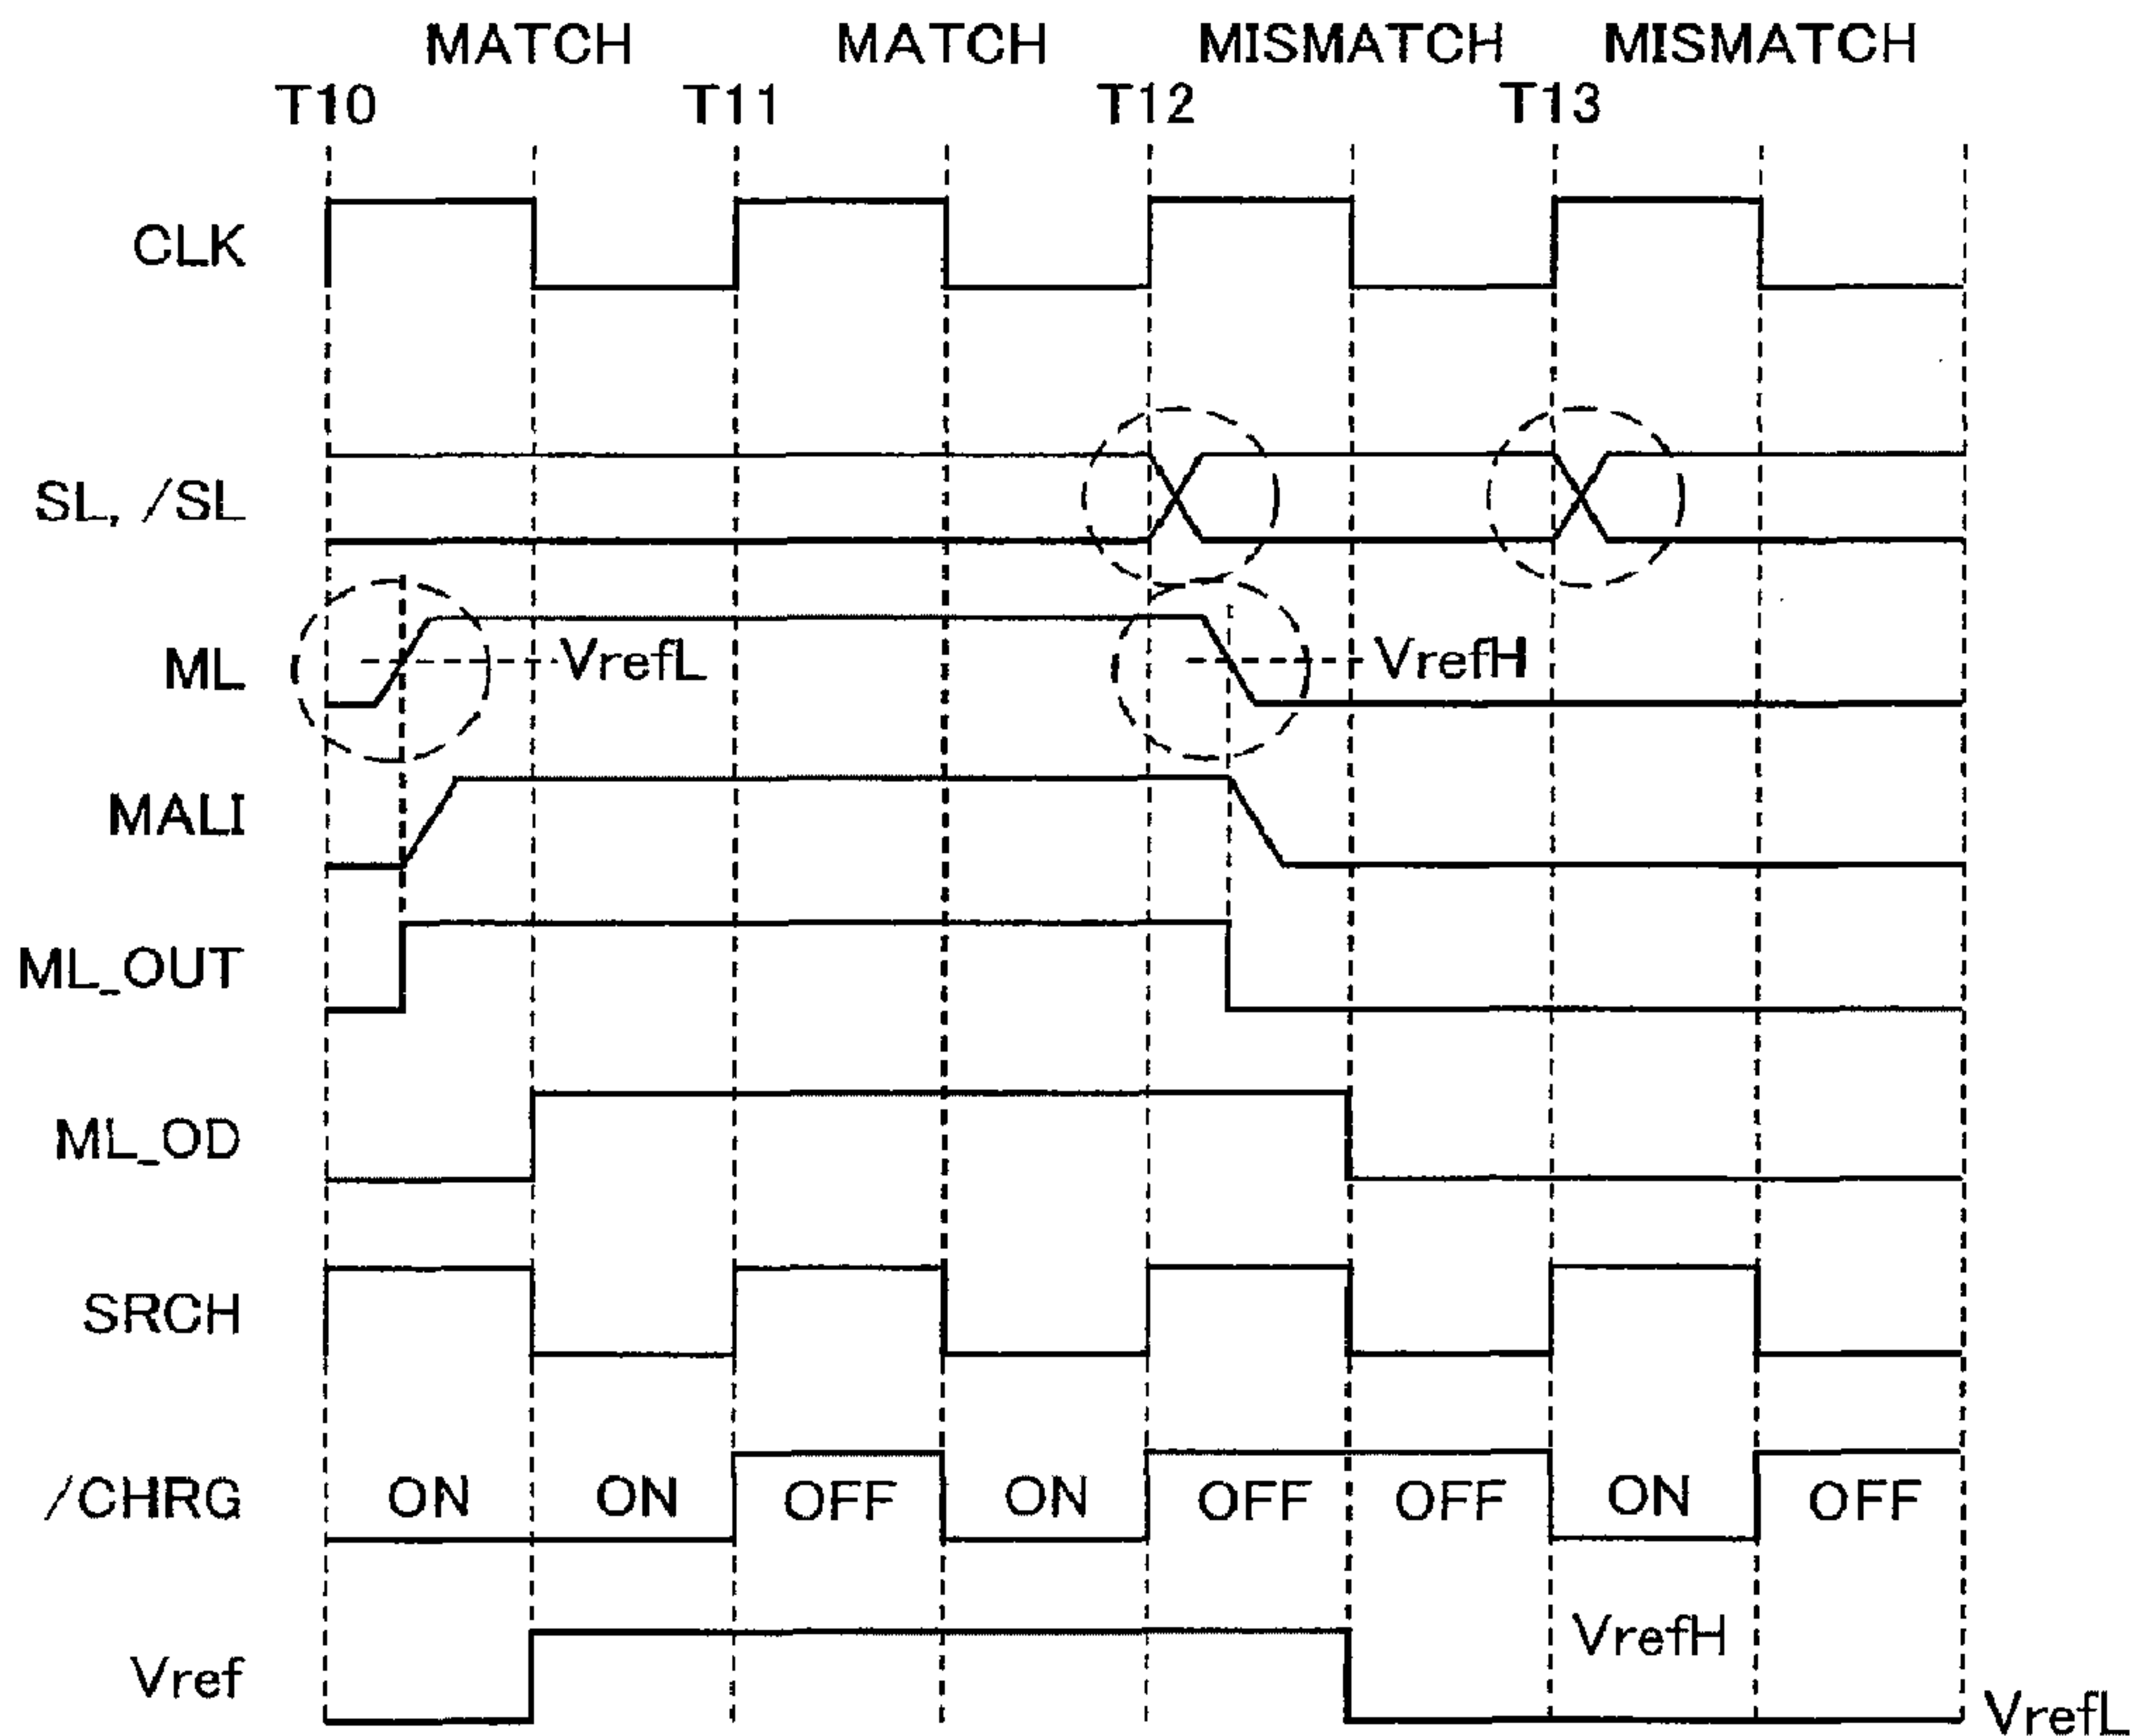 MATCH MATCH MISMATCH MISMATCH
T10 T11 T12 T13
CLK
SL, /SL
ML VrefL VrefH
MALI
ML_OUT
ML_OD
SRCH
/CHRG ON ON OFF ON OFF OFF ON OFF
VrefH
Vref VrefL